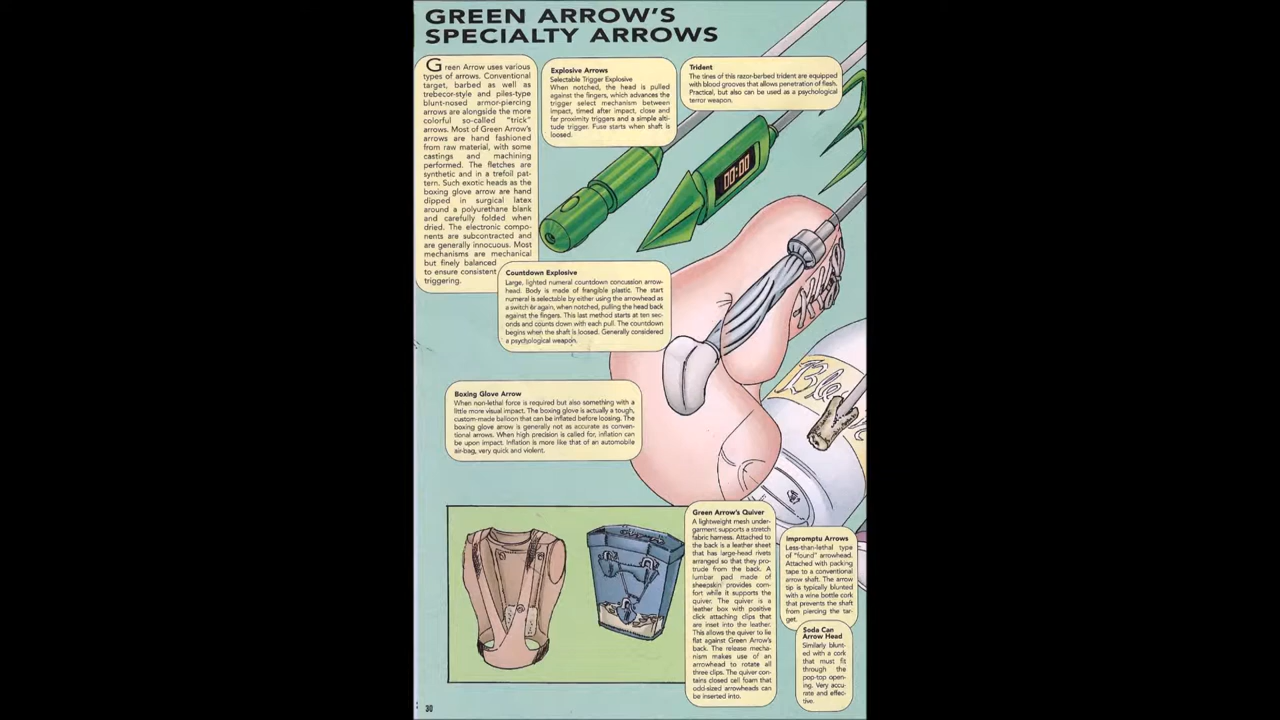 GREEN ARROW'S
SPECIALTY ARROWS
Green Arrow uses various
types of arrows. Conventional
target, barbed as well as
trebecor-style and piles-type
blunt-nosed armor-piercing
arrows are alongside the more
colorful so-called "trick"
arrows. Most of Green Arrow's
arrows are hand fashioned
from raw material, with some
castings and machining
performed. The fletches are
synthetic and in a trefoil pat-
tern. Such exotic heads as the
boxing glove arrow are hand
dipped in surgical latex
around a polyurethane blank
and carefully folded when
dried. The electronic compo-
nents are subcontracted and
are generally innocuous. Most
mechanisms are mechanical
but finely balanced
to ensure consistent
triggering.
Explosive Arrows
Selectable Trigger Explosive
When notched, the head is pulled
against the fingers, which advances the
trigger select mechanism between
impact, timed after impact, close and
far proximity triggers and a simple alti-
tude trigger. Fuse starts when shaft is
loosed.
Trident
The tines of this razor-barbed trident are equipped
with blood grooves that allows penetration of flesh.
Practical, but also can be used as a psychological
terror weapon.
00:00
Countdown Explosive
Large, lighted numeral countdown concussion arrow-
head. Body is made of frangible plastic. The start
numeral is selectable by either using the arrowhead as
a switch or again, when notched, pulling the head back
against the fingers. This last method starts at ten sec-
onds and counts down with each pull. The countdown
begins when the shaft is loosed. Generally considered
a psychological weapon.
Boxing Glove Arrow
When non-lethal force is required but also something with a
little more visual impact. The boxing glove is actually a tough,
custom-made balloon that can be inflated before loosing. The
boxing glove arrow is generally not as accurate as conven-
tional arrows. When high precision is called for, inflation can
be upon impact. Inflation is more like that of an automobile
air-bag, very quick and violent.
Green Arrow's Quiver
A lightweight mesh under-
garment supports a stretch
fabric harness. Attached to
the back is a leather sheet
that has large-head rivets
arranged so that they pro-
trude from the back. A
lumbar pad made of
sheepskin provides com-
fort while it supports the
quiver. The quiver is a
leather box with positive
click attaching clips that
are inset into the leather.
This allows the quiver to lie
flat against Green Arrow's
back. The release mecha-
nism makes use of an
arrowhead to rotate all
three clips. The quiver con-
tains closed cell foam that
odd-sized arrowheads can
be inserted into.
Impromptu Arrows
Less-than-lethal type
of "found" arrowhead.
Attached with packing
tape to a conventional
arrow shaft. The arrow
tip is typically blunted
with a wine bottle cork
that prevents the shaft
from piercing the tar-
get.
Soda Can
Arrow Head
Similarly blunt-
ed with a cork
that must fit
through the
pop-top open-
ing. Very accu-
rate and effec-
tive.
30